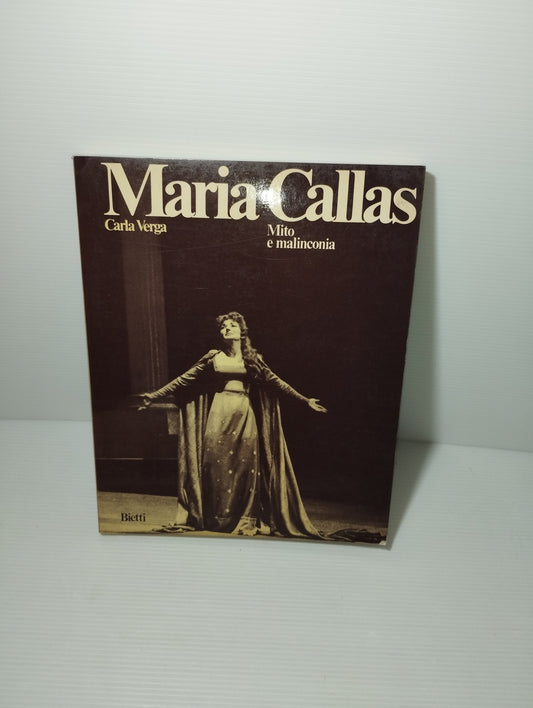 Maria Callas
Carla Verga
Mito
e malinconia
Bietti